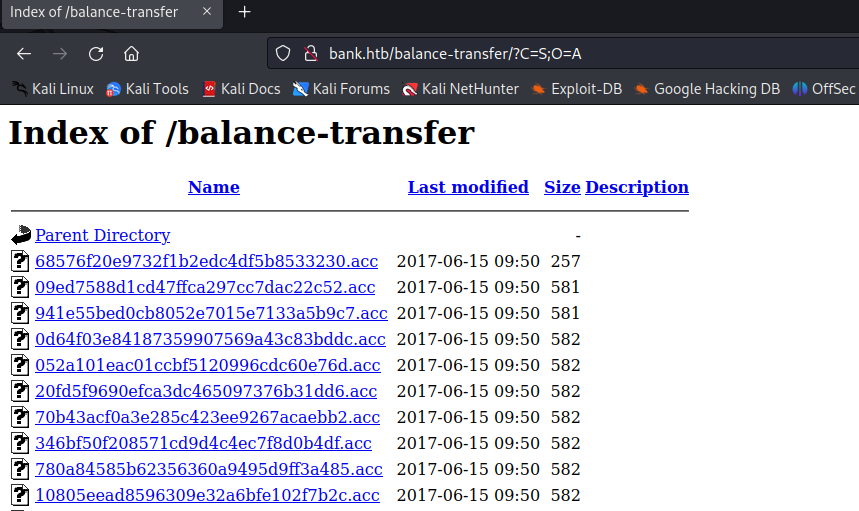 Index of /balance-transfer
bank.htb/balance-transfer/?C=S;O=A
Kali Linux Kali Tools Kali Docs Kali Forums Kali NetHunter Exploit-DB Google Hacking DB OffSec
Index of /balance-transfer
Name Last modified Size Description
Parent Directory -
68576f20e9732f1b2edc4df5b8533230.acc 2017-06-15 09:50 257
09ed7588d1cd47ffca297cc7dac22c52.acc 2017-06-15 09:50 581
941e55bed0cb8052e7015e7133a5b9c7.acc 2017-06-15 09:50 581
0d64f03e84187359907569a43c83bddc.acc 2017-06-15 09:50 582
052a101eac01ccbf5120996cdc60e76d.acc 2017-06-15 09:50 582
20fd5f9690efca3dc465097376b31dd6.acc 2017-06-15 09:50 582
70b43acf0a3e285c423ee9267acaebb2.acc 2017-06-15 09:50 582
346bf50f208571cd9d4c4ec7f8d0b4df.acc 2017-06-15 09:50 582
780a84585b62356360a9495d9ff3a485.acc 2017-06-15 09:50 582
10805eead8596309e32a6bfe102f7b2c.acc 2017-06-15 09:50 582